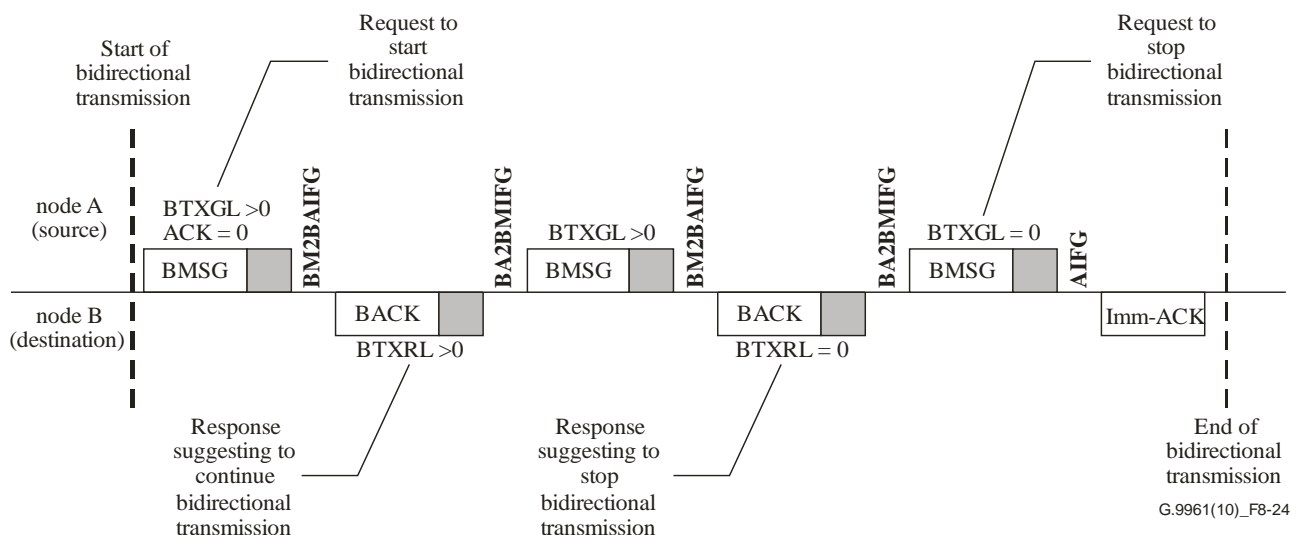 Start of
bidirectional
transmission
Request to
start
bidirectional
transmission
Request to
stop
bidirectional
transmission
node A
(source)
BTXGL >0
ACK = 0
BMSG
BM2BAIFG
BA2BMIFG
BTXGL >0
BMSG
BM2BAIFG
BA2BMIFG
BTXGL = 0
BMSG
AIFG
node B
(destination)
BACK
BTXRL >0
BACK
BTXRL = 0
Imm-ACK
Response
suggesting to
continue
bidirectional
transmission
Response
suggesting to
stop
bidirectional
transmission
End of
bidirectional
transmission
G.9961(10)_F8-24